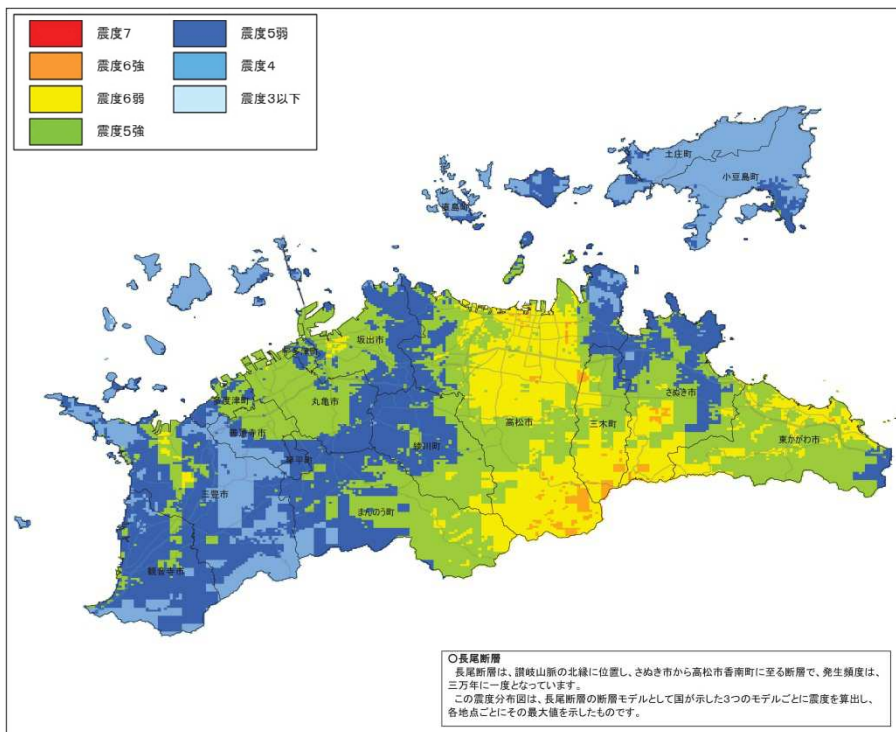 震度7
震度5弱
震度6強
震度4
震度6弱
震度3以下
震度5強
土庄町
小豆島町
直島町
坂出市
宇多津町
多度津町
丸亀市
善通寺市
高松市
さぬき市
三木町
綾川町
東かがわ市
琴平町
三豊市
まんのう町
観音寺市
○長尾断層
長尾断層は、讃岐山脈の北縁に位置し、さぬき市から高松市香南町に至る断層で、発生頻度は、
三万年に一度となっています。
この震度分布図は、長尾断層の断層モデルとして国が示した3つのモデルごとに震度を算出し、
各地点ごとにその最大値を示したものです。